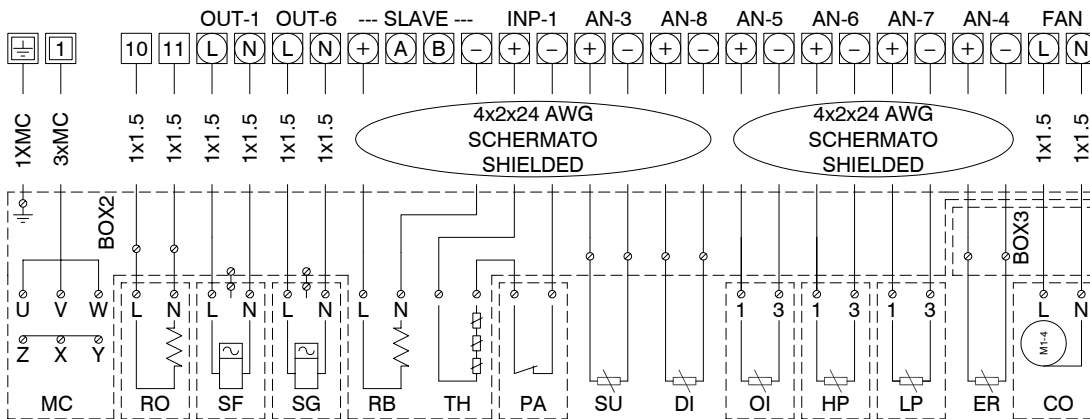 OUT-1 OUT-6 --- SLAVE --- INP-1 AN-3 AN-8 AN-5 AN-6 AN-7 AN-4 FAN
1 10 11 L N L N + A B − + − + − + − + − + − + − + − L N
1XMC 3xMC 1x1.5 1x1.5 1x1.5 1x1.5 1x1.5 1x1.5 4x2x24 AWG 4x2x24 AWG 1x1.5 1x1.5
SCHERMATO SCHERMATO
SHIELDED SHIELDED
BOX2 BOX3
U V W L N L N L N L N 1 3 1 3 1 3 L N
Z X Y M1-4
MC RO SF SG RB TH PA SU DI OI HP LP ER CO